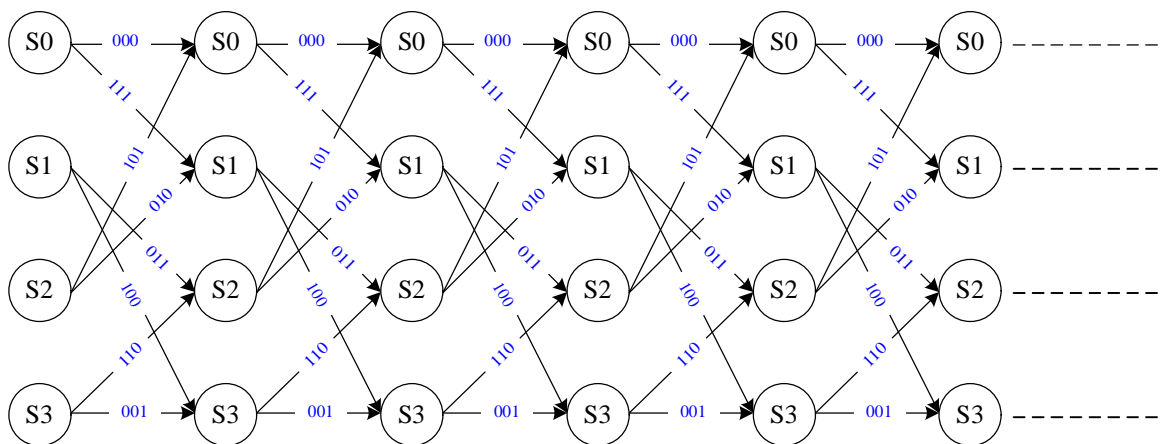 S0 000 S0 000 S0 000 S0 000 S0 000 S0
111 111 111 111 111
S1 101 S1 101 S1 101 S1 101 S1 101 S1
010 010 010 010 010
011 011 011 011 011
S2 100 S2 100 S2 100 S2 100 S2 100 S2
110 110 110 110 110
S3 001 S3 001 S3 001 S3 001 S3 001 S3